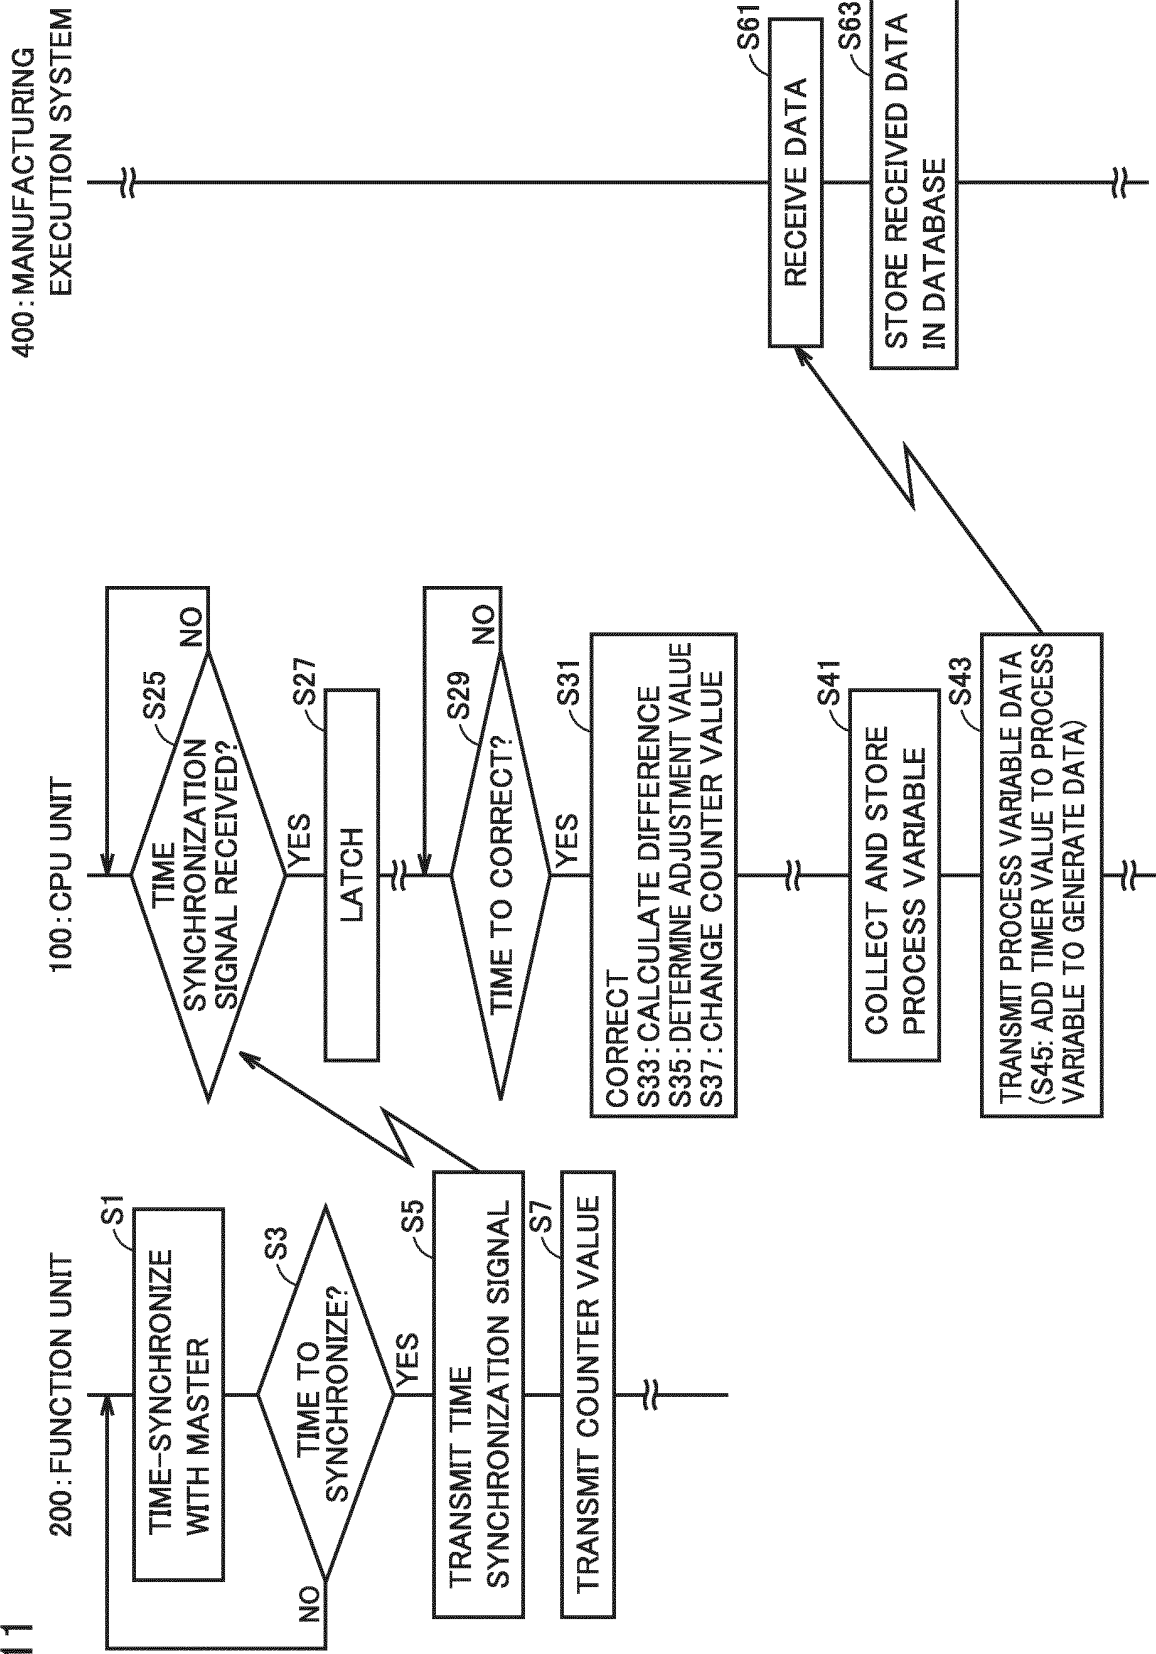 11
200:FUNCTION UNIT
S1
TIME-SYNCHRONIZE
WITH MASTER
S3
TIME TO
SYNCHRONIZE?
NO
YES
S5
TRANSMIT TIME
SYNCHRONIZATION SIGNAL
S7
TRANSMIT COUNTER VALUE
100:CPU UNIT
S25
TIME
SYNCHRONIZATION
SIGNAL RECEIVED?
NO
YES
S27
LATCH
S29
TIME TO CORRECT?
NO
YES
S31
CORRECT
S33:CALCULATE DIFFERENCE
S35:DETERMINE ADJUSTMENT VALUE
S37:CHANGE COUNTER VALUE
S41
COLLECT AND STORE
PROCESS VARIABLE
S43
TRANSMIT PROCESS VARIABLE DATA
(S45: ADD TIMER VALUE TO PROCESS
VARIABLE TO GENERATE DATA)
400:MANUFACTURING
EXECUTION SYSTEM
S61
RECEIVE DATA
S63
STORE RECEIVED DATA
IN DATABASE